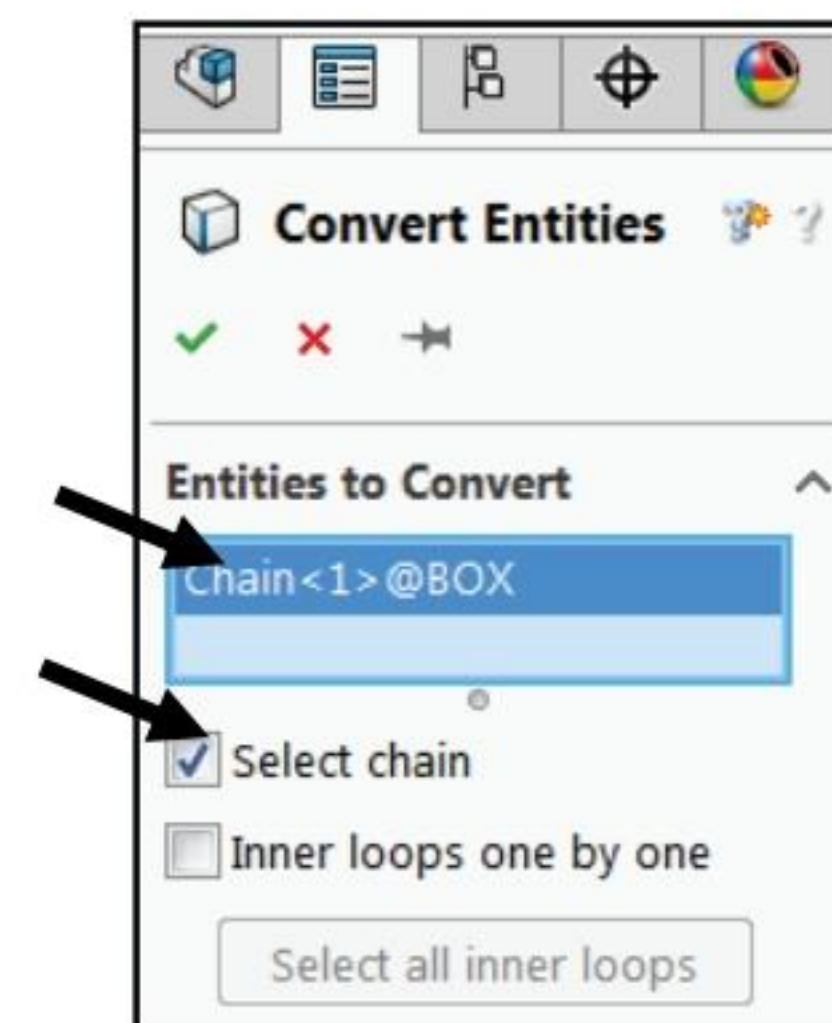 Convert Entities ?
Entities to Convert
Chain<1>@BOX
Select chain
Inner loops one by one
Select all inner loops